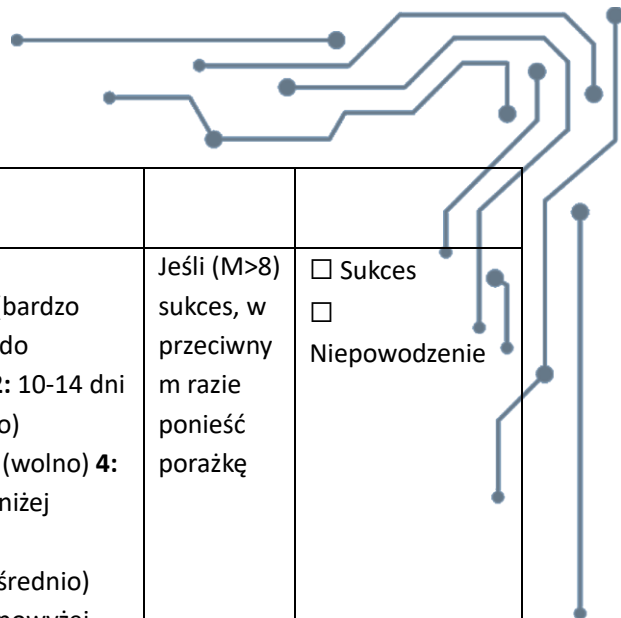 bardzo
do
2: 10-14 dni
o)
(wolno) 4:
niżej
średnio)
Jeśli (M>8)
sukces, w
przeciwny
m razie
ponieść
porażkę
☐ Sukces
☐
Niepowodzenie